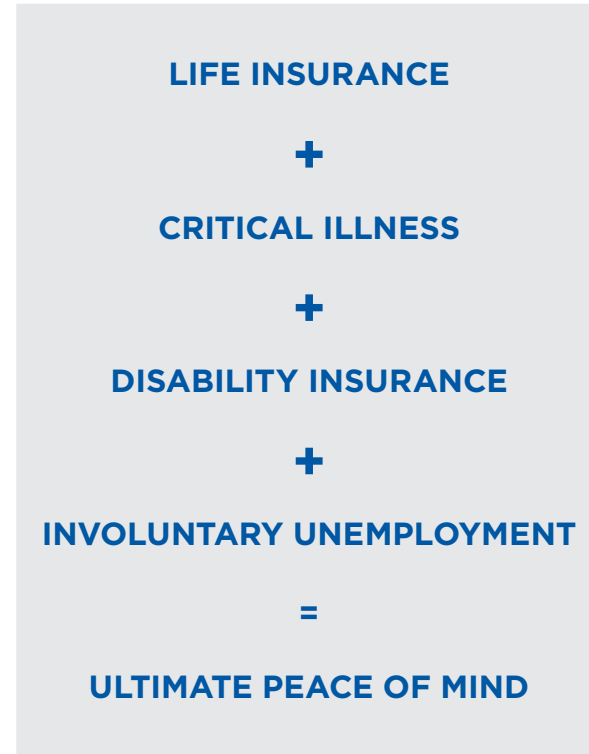 LIFE INSURANCE
+
CRITICAL ILLNESS
+
DISABILITY INSURANCE
+
INVOLUNTARY UNEMPLOYMENT
=
ULTIMATE PEACE OF MIND